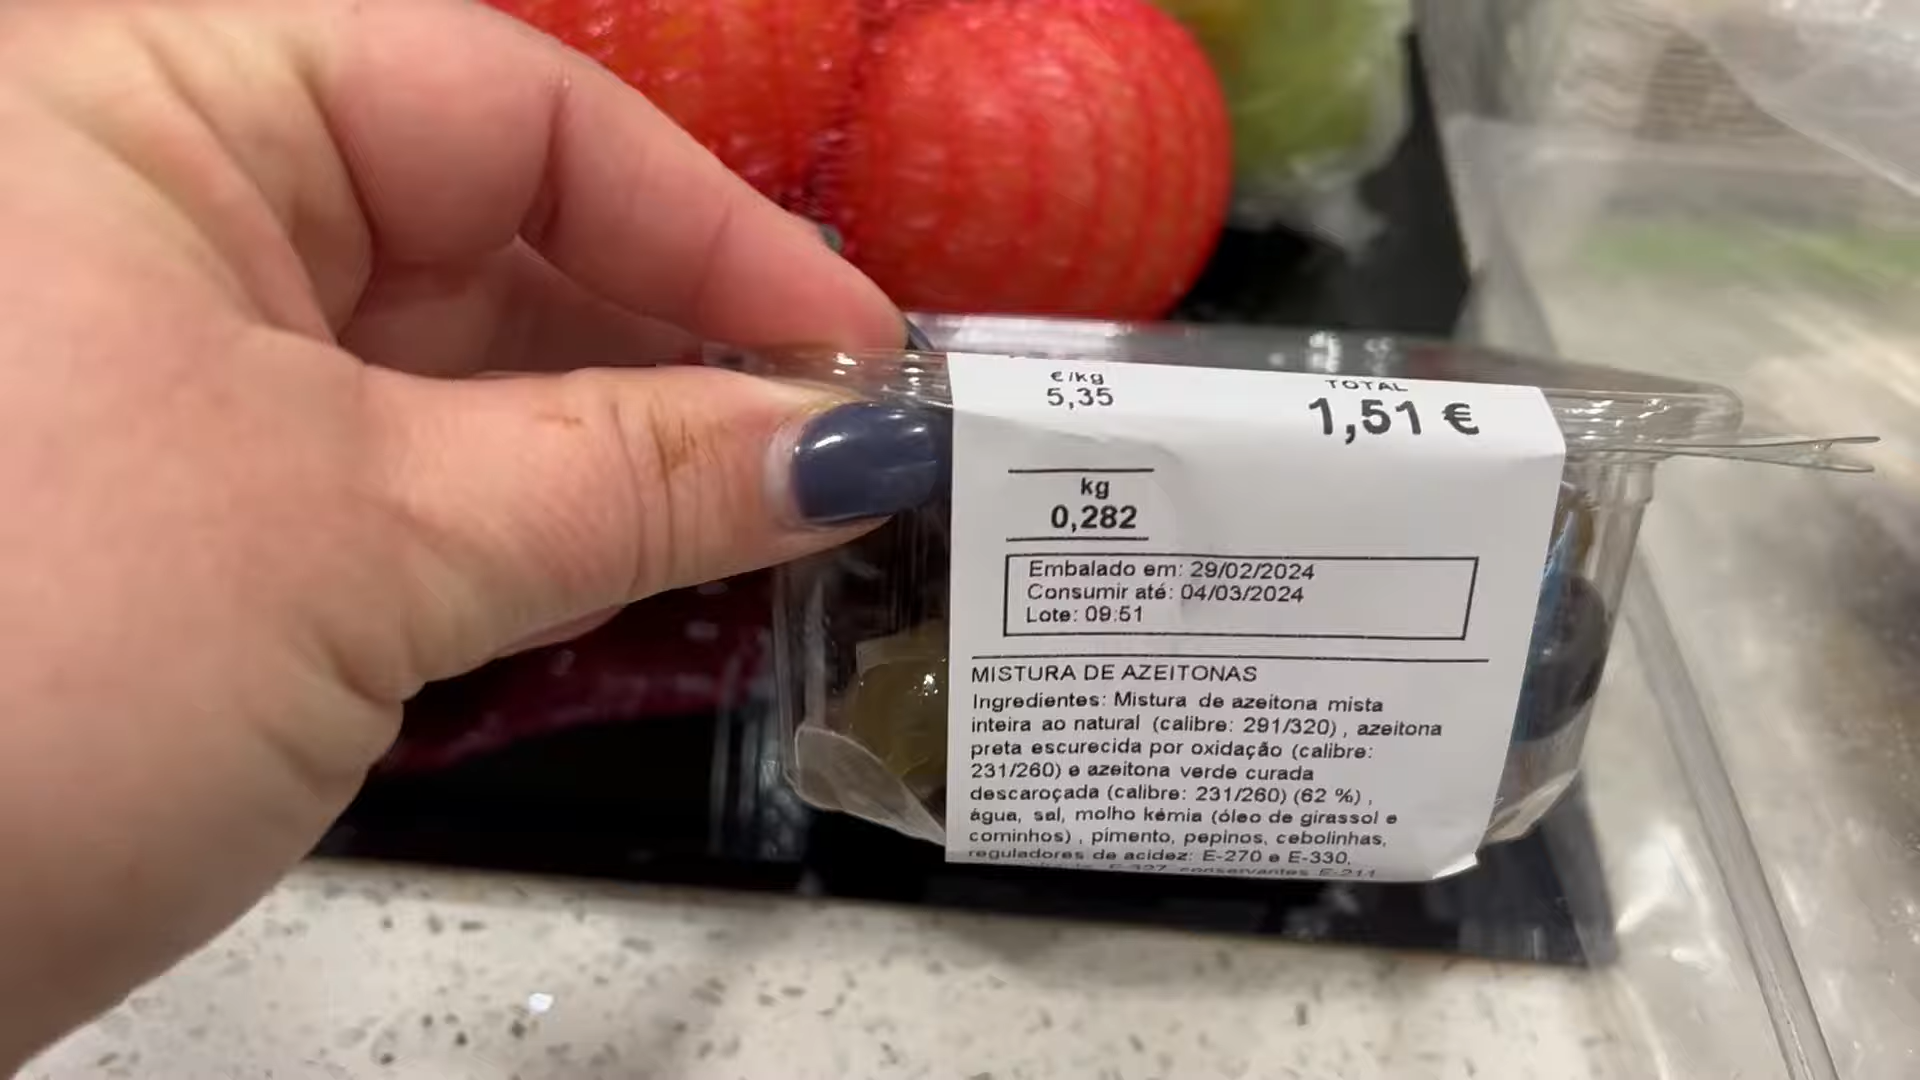 €/kg
5,35
TOTAL
1,51 €
kg
0,282
Embalado em: 29/02/2024
Consumir até: 04/03/2024
Lote: 09:51
MISTURA DE AZEITONAS
Ingredientes: Mistura de azeitona mista
inteira ao natural (calibre: 291/320) , azeitona
preta escurecida por oxidação (calibre:
231/260) e azeitona verde curada
descaroçada (calibre: 231/260) (62 %) ,
água, sal, molho kémia (óleo de girassol e
cominhos) , pimento, pepinos, cebolinhas,
reguladores de acidez: E-270 e E-330,
E-327, conservantes E-211